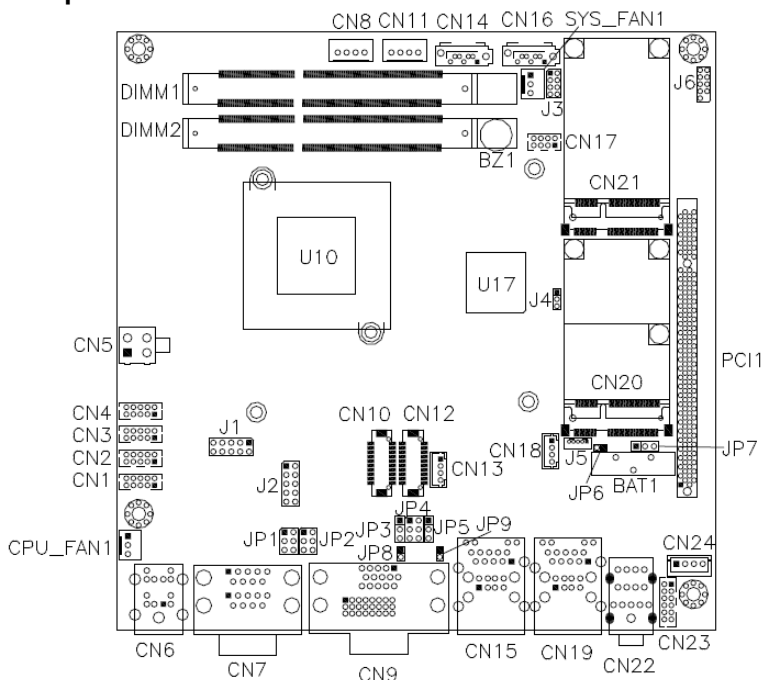 CN8 CN11 CN14 CN16 SYS_FAN1
DIMM1
J3
J6
DIMM2
BZ1
CN17
CN21
U10
U17
J4
CN5
PCI1
CN20
CN4
CN3
CN2
CN1
J1
J2
CN10 CN12
CN13
CN18
J5
JP6
BAT1
JP7
JP4
JP3 JP5 JP9
JP1 JP2
JP8
CPU_FAN1
CN24
CN6
CN7
CN9
CN15
CN19
CN22
CN23